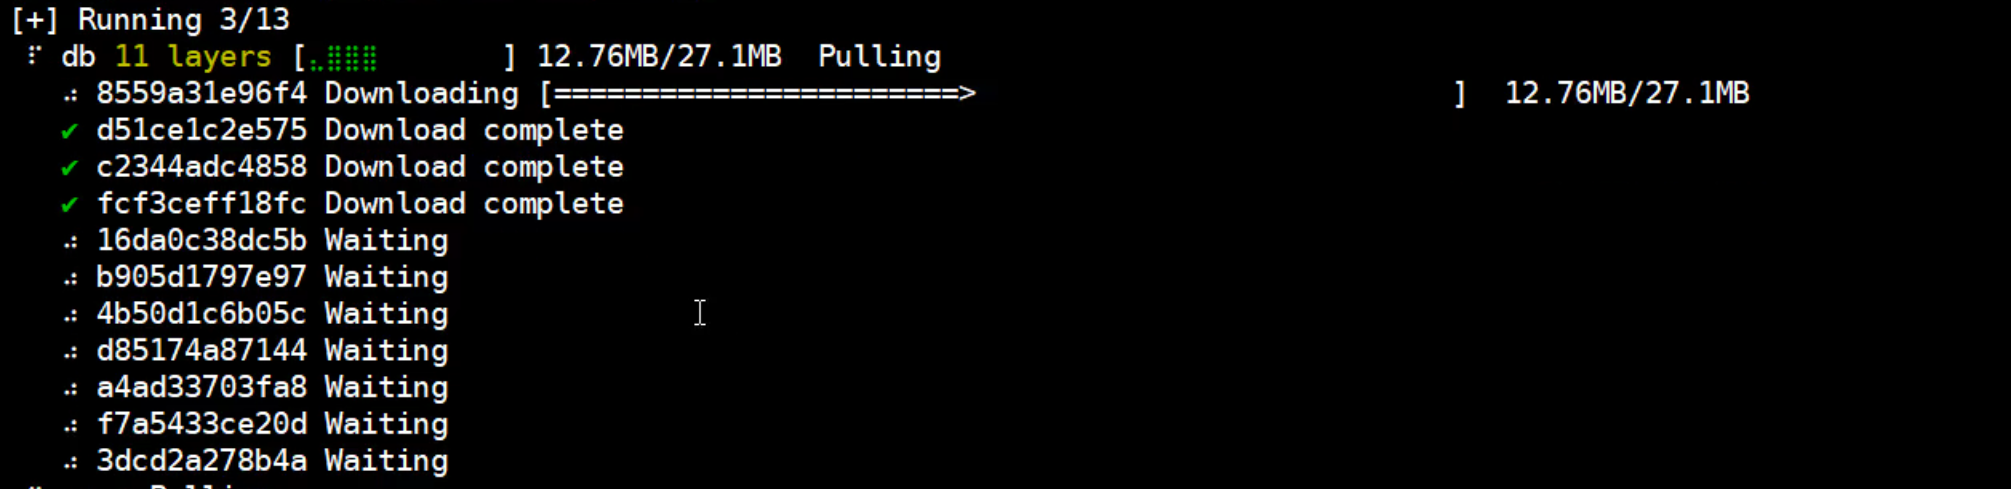 [+] Running 3/13
⠏ db 11 layers [⣄⣿⣿⣿       ] 12.76MB/27.1MB  Pulling
⠴ 8559a31e96f4 Downloading [=======================>                           ]  12.76MB/27.1MB
✔ d51ce1c2e575 Download complete
✔ c2344adc4858 Download complete
✔ fcf3ceff18fc Download complete
⠴ 16da0c38dc5b Waiting
⠴ b905d1797e97 Waiting
⠴ 4b50d1c6b05c Waiting
⠴ d85174a87144 Waiting
⠴ a4ad33703fa8 Waiting
⠴ f7a5433ce20d Waiting
⠴ 3dcd2a278b4a Waiting